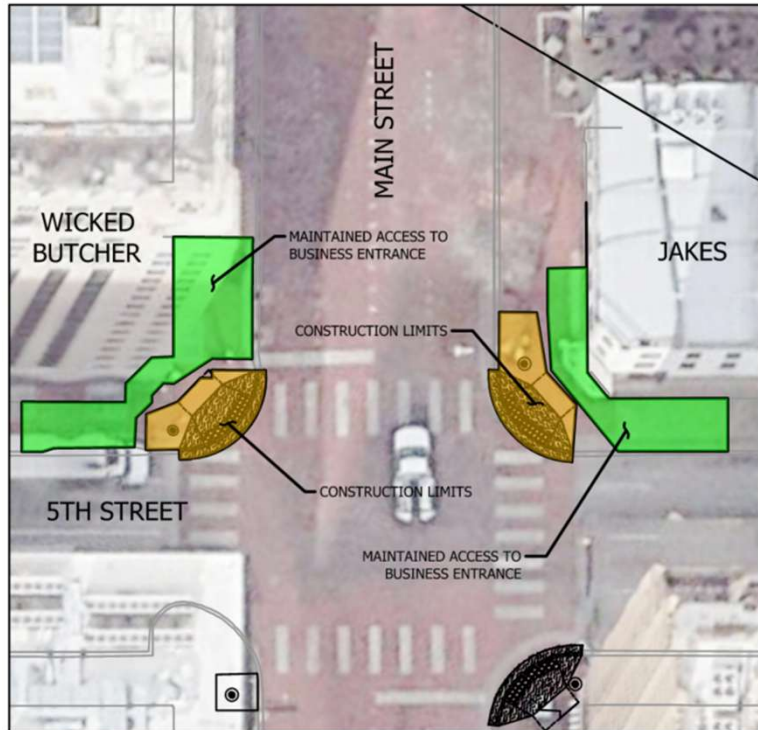 MAIN STREET
WICKED
BUTCHER
MAINTAINED ACCESS TO
BUSINESS ENTRANCE
JAKES
CONSTRUCTION LIMITS
CONSTRUCTION LIMITS
5TH STREET
MAINTAINED ACCESS TO
BUSINESS ENTRANCE